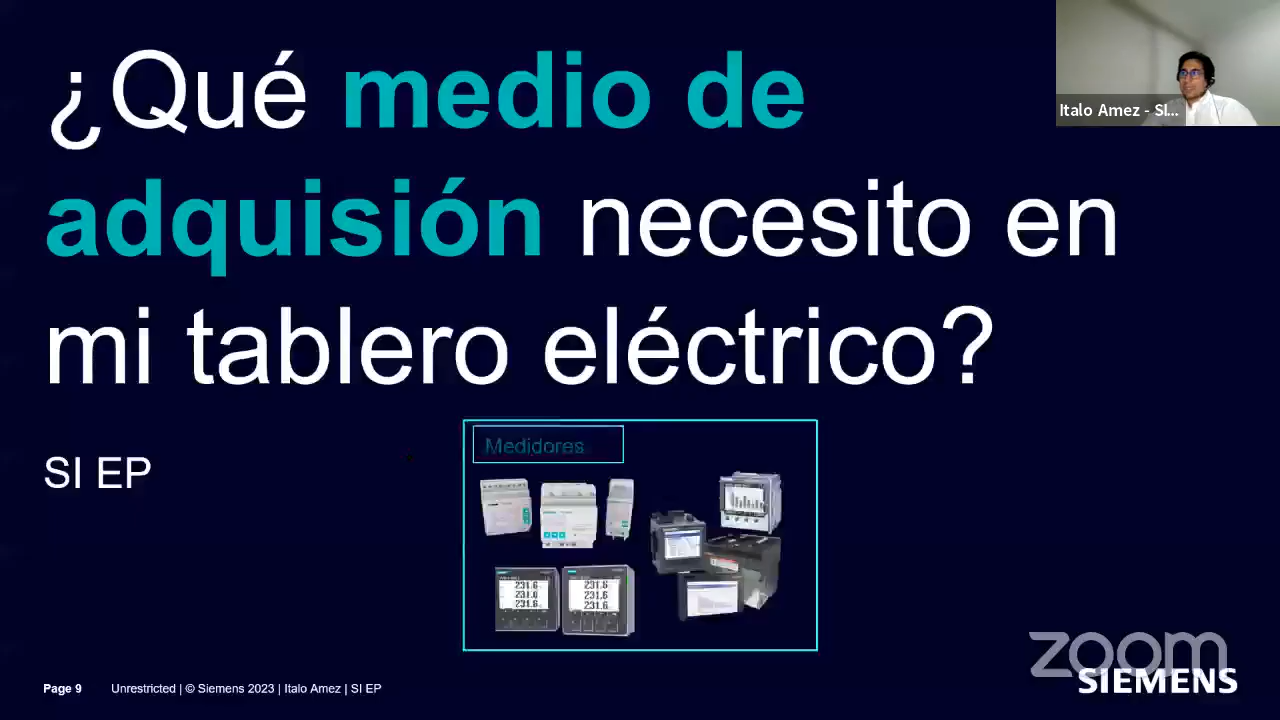 ¿Qué medio de
adquisión necesito en
mi tablero eléctrico?
Italo Amez - SI...
SI EP
Medidores
231.6
231.6
231.6
231.6
231.6
231.6
zoom
SIEMENS
Page 9 Unrestricted | © Siemens 2023 | Italo Amez | SI EP